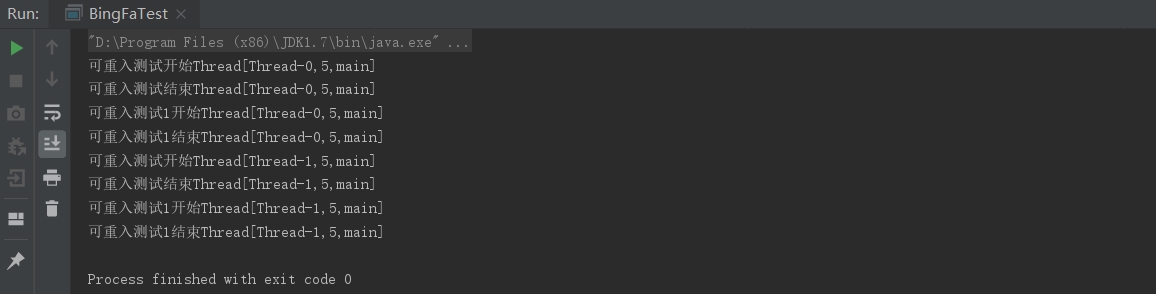 Run: BingFaTest
"D:\Program Files (x86)\JDK1.7\bin\java.exe" ...
可重入测试开始Thread[Thread-0,5,main]
可重入测试结束Thread[Thread-0,5,main]
可重入测试1开始Thread[Thread-0,5,main]
可重入测试1结束Thread[Thread-0,5,main]
可重入测试开始Thread[Thread-1,5,main]
可重入测试结束Thread[Thread-1,5,main]
可重入测试1开始Thread[Thread-1,5,main]
可重入测试1结束Thread[Thread-1,5,main]
Process finished with exit code 0